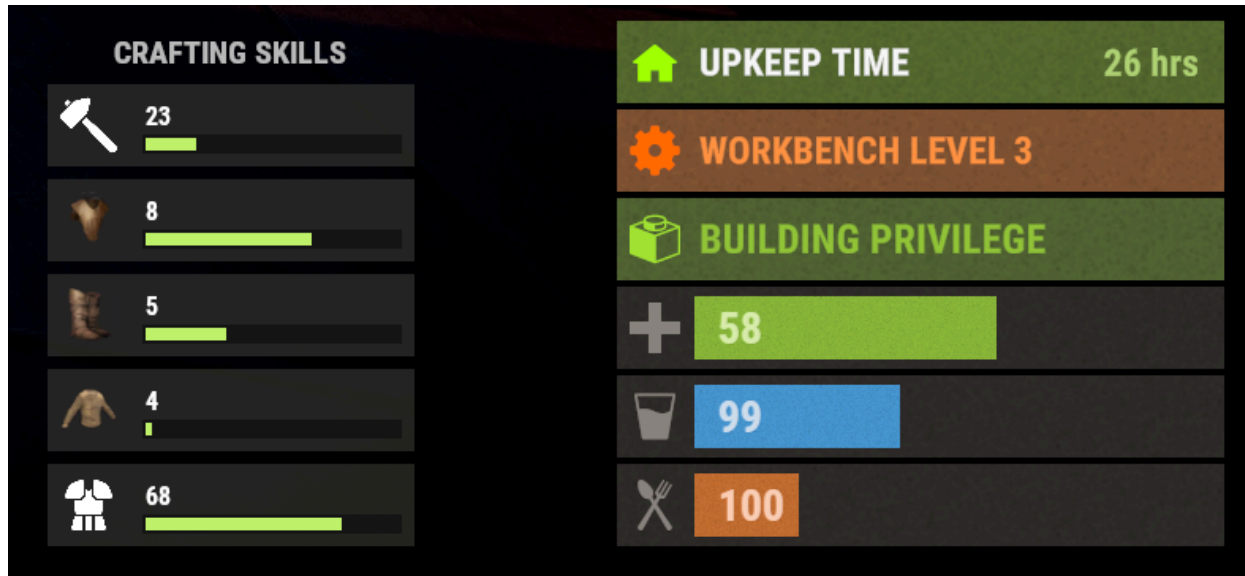 CRAFTING SKILLS
23
8
5
4
68
UPKEEP TIME 26 hrs
WORKBENCH LEVEL 3
BUILDING PRIVILEGE
58
99
100